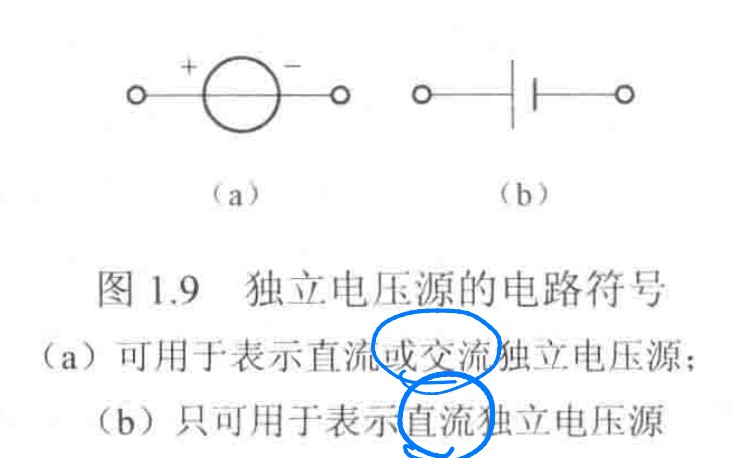 + −
(a) (b)
图 1.9 独立电压源的电路符号
(a) 可用于表示直流或交流独立电压源;
(b) 只可用于表示直流独立电压源